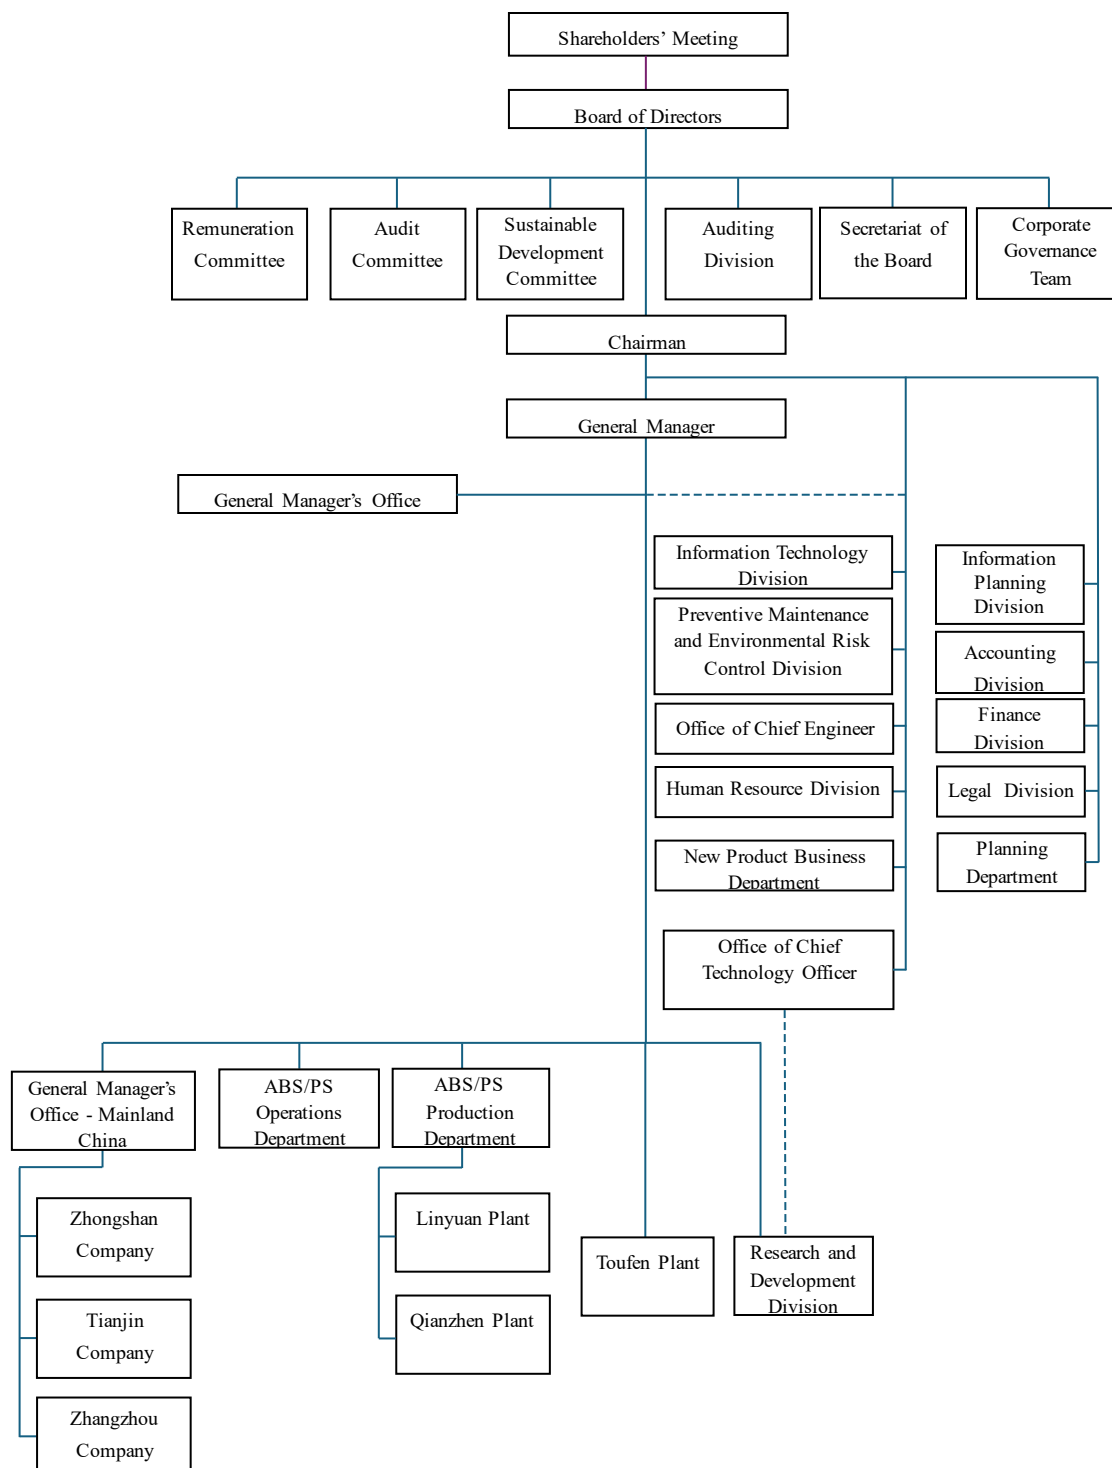 Shareholders’ Meeting
Board of Directors
Remuneration
Committee
Audit
Committee
Sustainable
Development
Committee
Auditing
Division
Secretariat of
the Board
Corporate
Governance
Team
Chairman
General Manager
General Manager’s Office
Information Technology
Division
Preventive Maintenance
and Environmental Risk
Control Division
Office of Chief Engineer
Human Resource Division
New Product Business
Department
Office of Chief
Technology Officer
Information
Planning
Division
Accounting
Division
Finance
Division
Legal Division
Planning
Department
General Manager’s
Office - Mainland
China
ABS/PS
Operations
Department
ABS/PS
Production
Department
Zhongshan
Company
Tianjin
Company
Zhangzhou
Company
Linyuan Plant
Qianzhen Plant
Toufen Plant
Research and
Development
Division